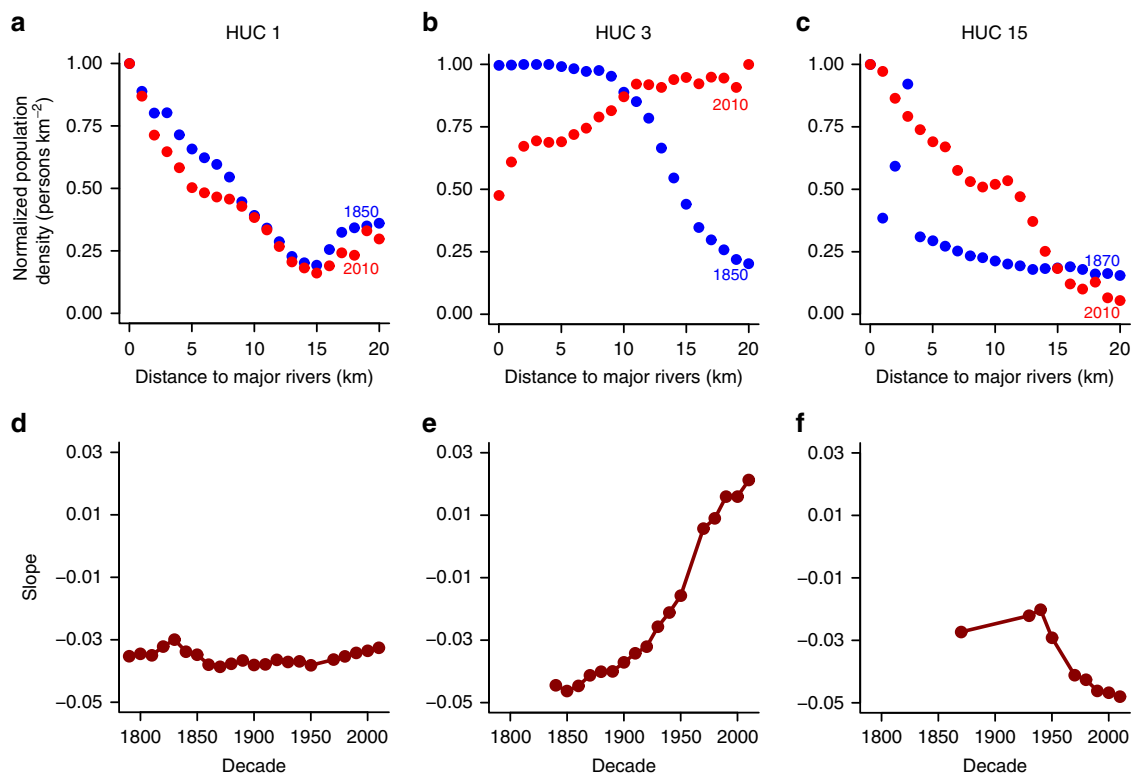 a
HUC 1
b
HUC 3
c
HUC 15
Normalized population
density (persons km−2)
1.00
0.75
0.50
0.25
0.00
1850
2010
0 5 10 15 20
Distance to major rivers (km)
1.00
0.75
0.50
0.25
0.00
2010
1850
0 5 10 15 20
Distance to major rivers (km)
1.00
0.75
0.50
0.25
0.00
1870
2010
0 5 10 15 20
Distance to major rivers (km)
d
Slope
0.03
0.01
−0.01
−0.03
−0.05
1800 1850 1900 1950 2000
Decade
e
0.03
0.01
−0.01
−0.03
−0.05
1800 1850 1900 1950 2000
Decade
f
0.03
0.01
−0.01
−0.03
−0.05
1800 1850 1900 1950 2000
Decade